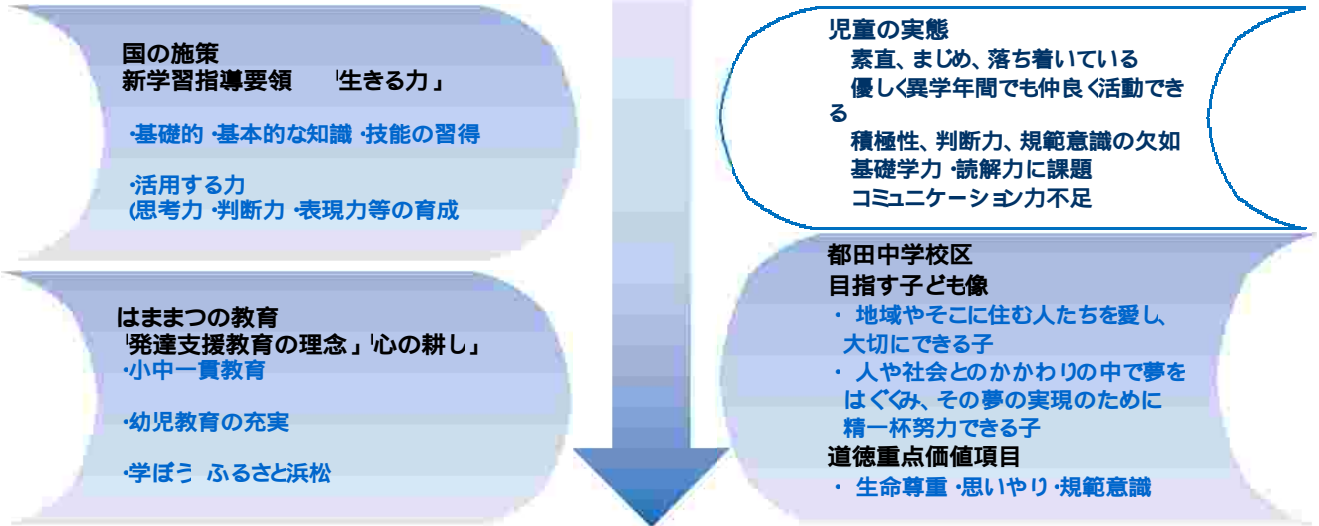 国の施策
新学習指導要領　「生きる力」
・基礎的・基本的な知識・技能の習得
・活用する力
(思考力・判断力・表現力等の育成
はままつの教育
「発達支援教育の理念」「心の耕し」
・小中一貫教育
・幼児教育の充実
・学ぼう　ふるさと浜松
児童の実態
素直、まじめ、落ち着いている
優しく異学年間でも仲良く活動でき
る
積極性、判断力、規範意識の欠如
基礎学力・読解力に課題
コミュニケーション力不足
都田中学校区
目指す子ども像
・ 地域やそこに住む人たちを愛し、
大切にできる子
・ 人や社会とのかかわりの中で夢を
はぐくみ、その夢の実現のために
精一杯努力できる子
道徳重点価値項目
・ 生命尊重・思いやり・規範意識